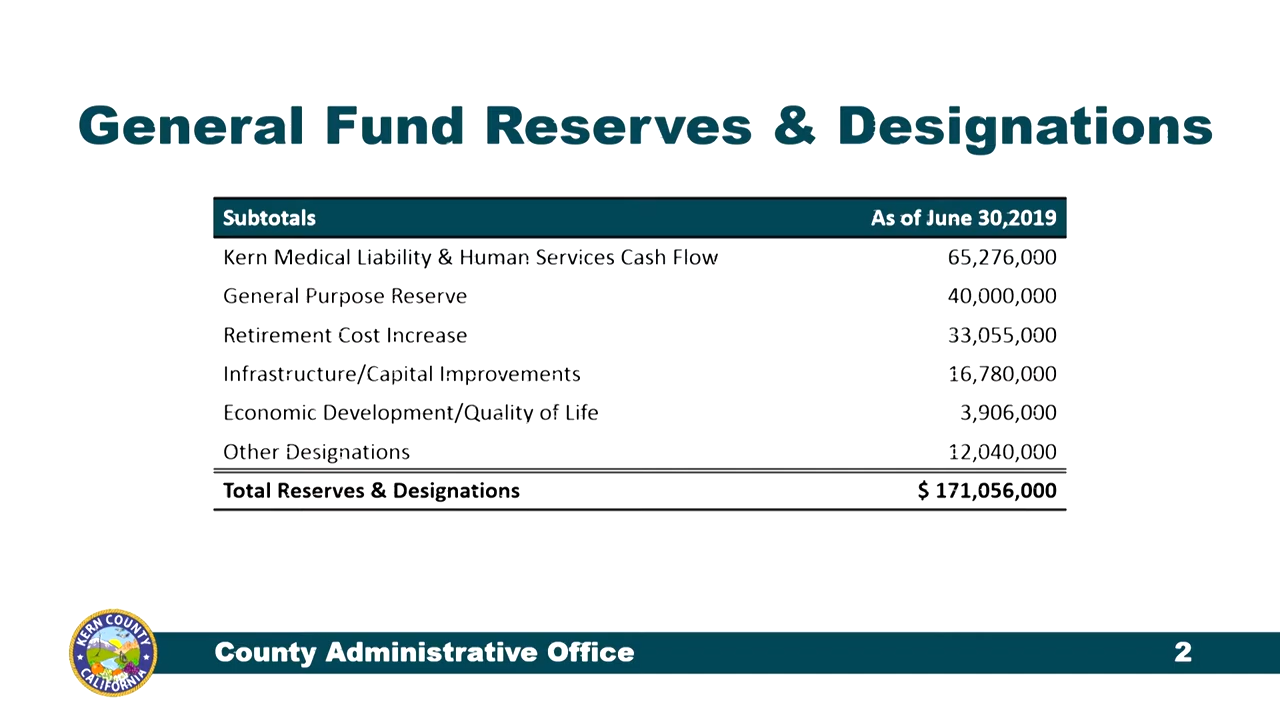 General Fund Reserves & Designations
Subtotals As of June 30,2019
Kern Medical Liability & Human Services Cash Flow 65,276,000
General Purpose Reserve 40,000,000
Retirement Cost Increase 33,055,000
Infrastructure/Capital Improvements 16,780,000
Economic Development/Quality of Life 3,906,000
Other Designations 12,040,000
Total Reserves & Designations $ 171,056,000
KERN COUNTY
CALIFORNIA
County Administrative Office 2